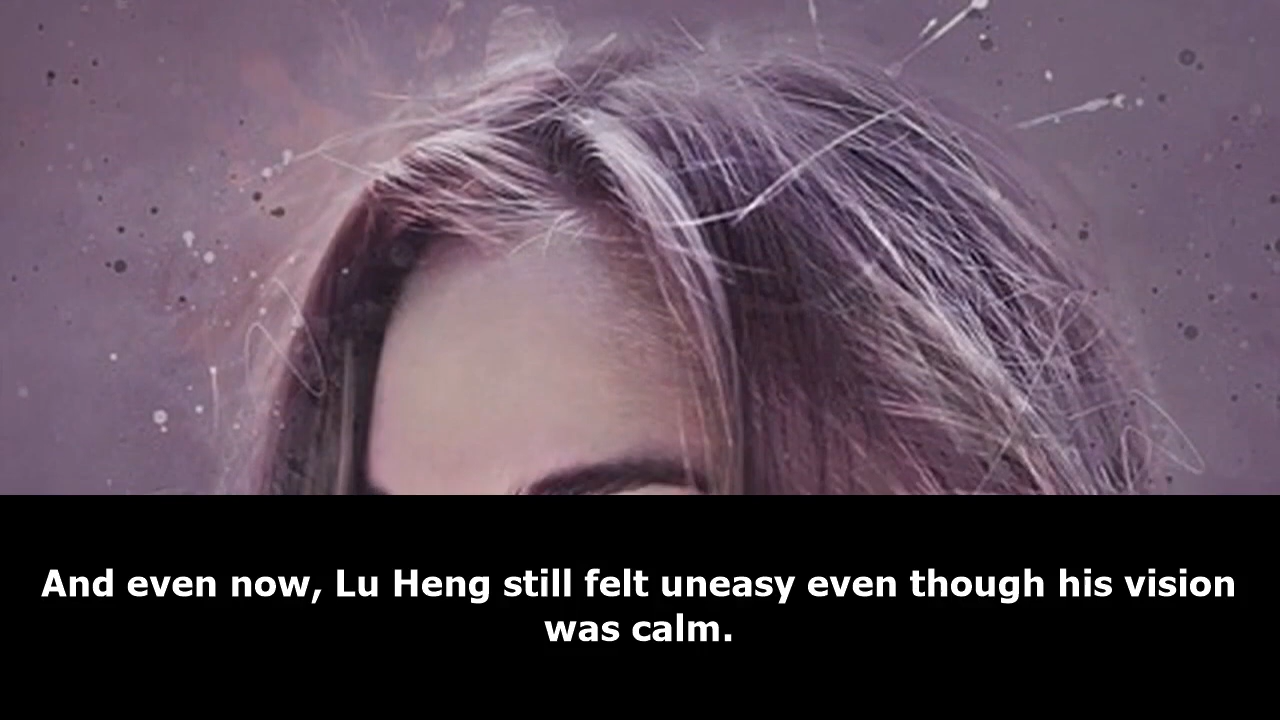 And even now, Lu Heng still felt uneasy even though his vision
was calm.